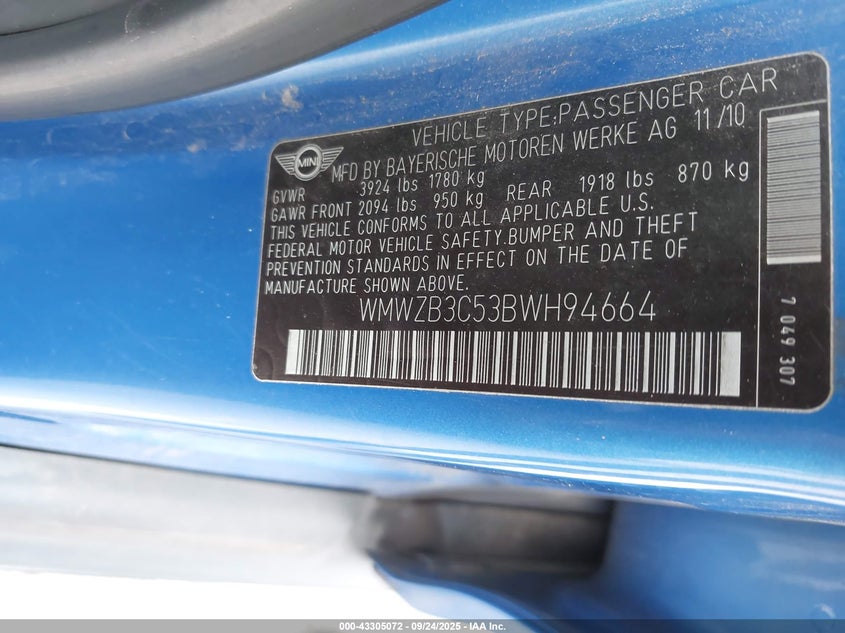 VEHICLE TYPE:PASSENGER CAR
MINI
MFD BY BAYERISCHE MOTOREN WERKE AG 11/10
GVWR 3924 lbs 1780 kg
GAWR FRONT 2094 lbs 950 kg REAR 1918 lbs 870 kg
THIS VEHICLE CONFORMS TO ALL APPLICABLE U.S.
FEDERAL MOTOR VEHICLE SAFETY.BUMPER AND THEFT
PREVENTION STANDARDS IN EFFECT ON THE DATE OF
MANUFACTURE SHOWN ABOVE.
WMWZB3C53BWH94664
7 049 307
000-43305072 - 09/24/2025 - IAA Inc.